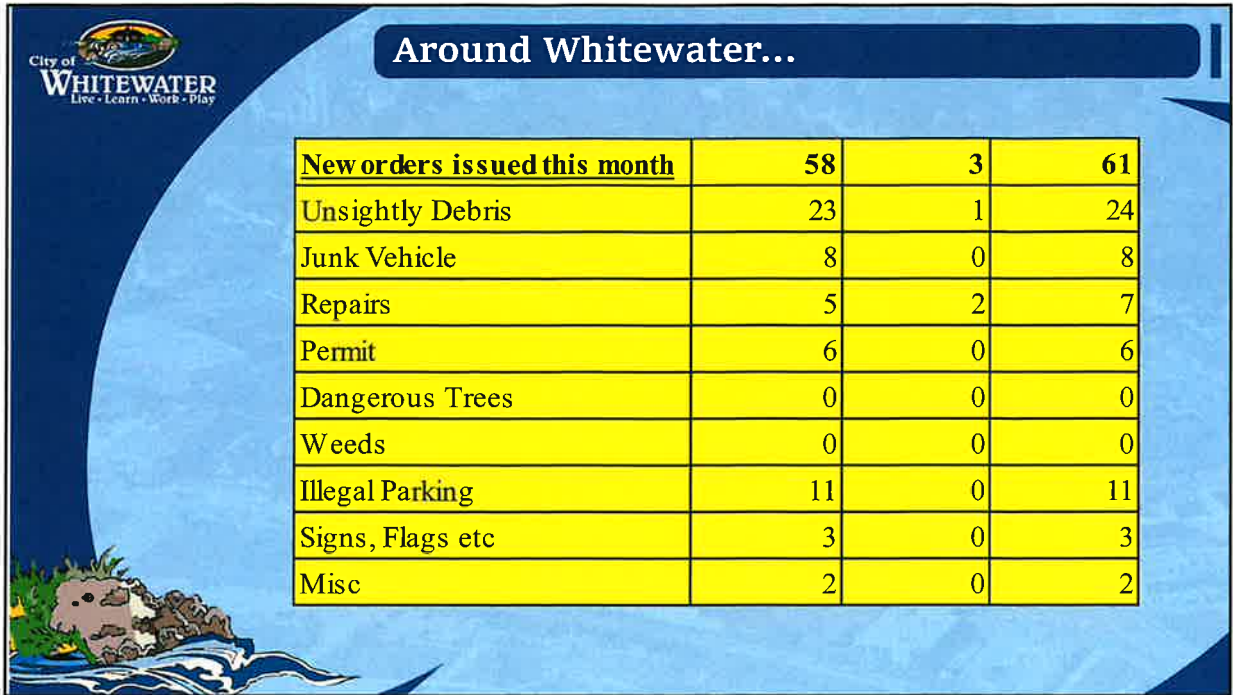 City of
WHITEWATER
Live • Learn • Work • Play
Around Whitewater...
New orders issued this month 58 3 61
Unsightly Debris 23 1 24
Junk Vehicle 8 0 8
Repairs 5 2 7
Permit 6 0 6
Dangerous Trees 0 0 0
Weeds 0 0 0
Illegal Parking 11 0 11
Signs, Flags etc 3 0 3
Misc 2 0 2